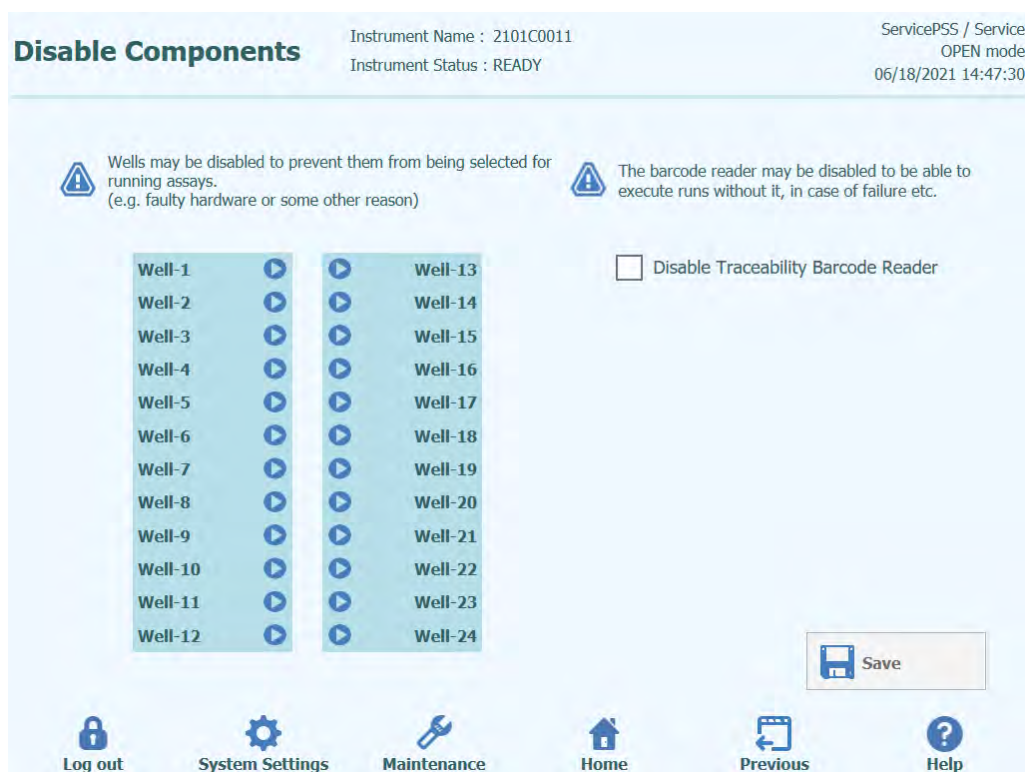 Disable Components
Instrument Name : 2101C0011
Instrument Status : READY
ServicePSS / Service
OPEN mode
06/18/2021 14:47:30
Wells may be disabled to prevent them from being selected for
running assays.
(e.g. faulty hardware or some other reason)
The barcode reader may be disabled to be able to
execute runs without it, in case of failure etc.
Well-1 Well-13
Well-2 Well-14
Well-3 Well-15
Well-4 Well-16
Well-5 Well-17
Well-6 Well-18
Well-7 Well-19
Well-8 Well-20
Well-9 Well-21
Well-10 Well-22
Well-11 Well-23
Well-12 Well-24
Disable Traceability Barcode Reader
Save
Log out System Settings Maintenance Home Previous Help